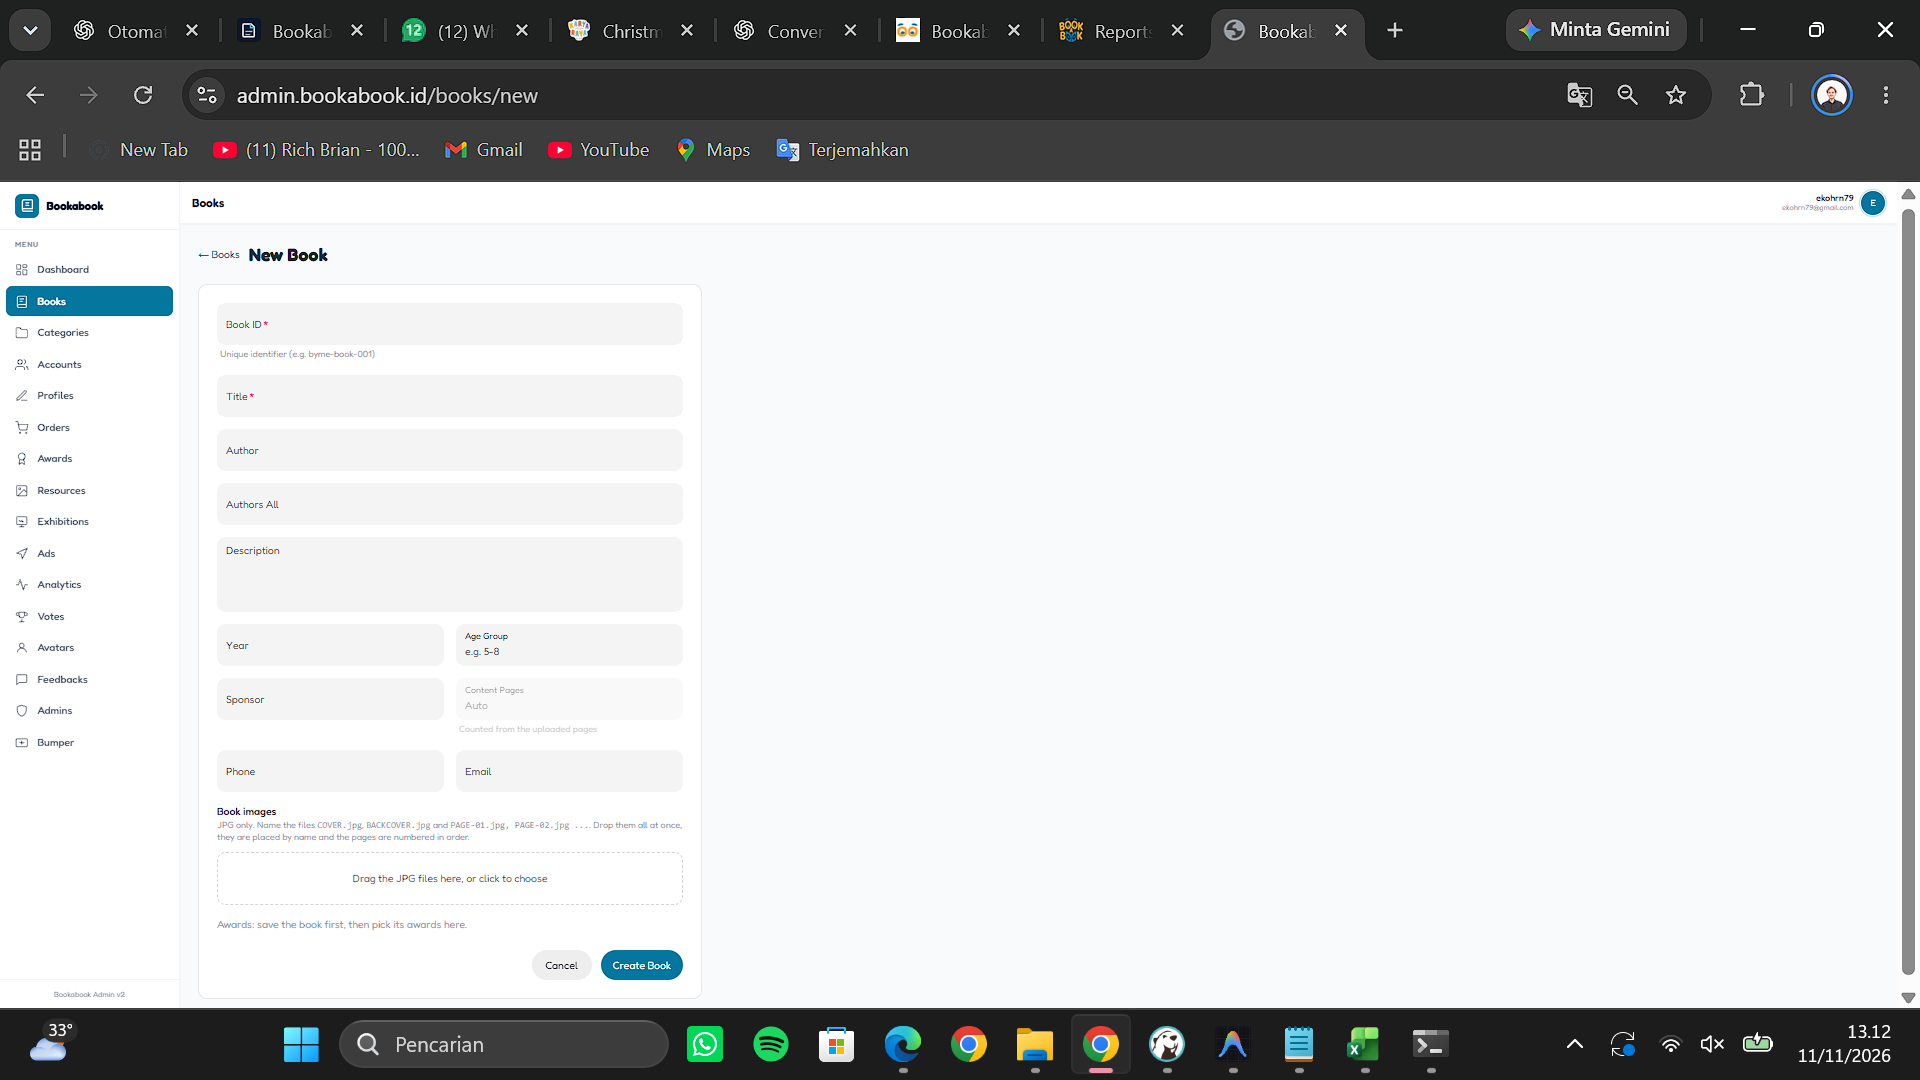 Otomat
Bookab
(12) Wh
Christm
Conver
Bookab
Reports
Bookab
Minta Gemini
admin.bookabook.id/books/new
New Tab
(11) Rich Brian - 100...
Gmail
YouTube
Maps
Terjemahkan
Bookabook
Books
ekohrn79
ekohrn79@gmail.com
E
MENU
Dashboard
Books
Categories
Accounts
Profiles
Orders
Awards
Resources
Exhibitions
Ads
Analytics
Votes
Avatars
Feedbacks
Admins
Bumper
Bookabook Admin v2
← Books New Book
Book ID *
Unique identifier (e.g. byme-book-001)
Title *
Author
Authors All
Description
Year
Age Group
e.g. 5-8
Sponsor
Content Pages
Auto
Counted from the uploaded pages
Phone
Email
Book images
JPG only. Name the files COVER.jpg, BACKCOVER.jpg and PAGE-01.jpg, PAGE-02.jpg .... Drop them all at once,
they are placed by name and the pages are numbered in order.
Drag the JPG files here, or click to choose
Awards: save the book first, then pick its awards here.
Cancel
Create Book
33°
Pencarian
13.12
11/11/2026